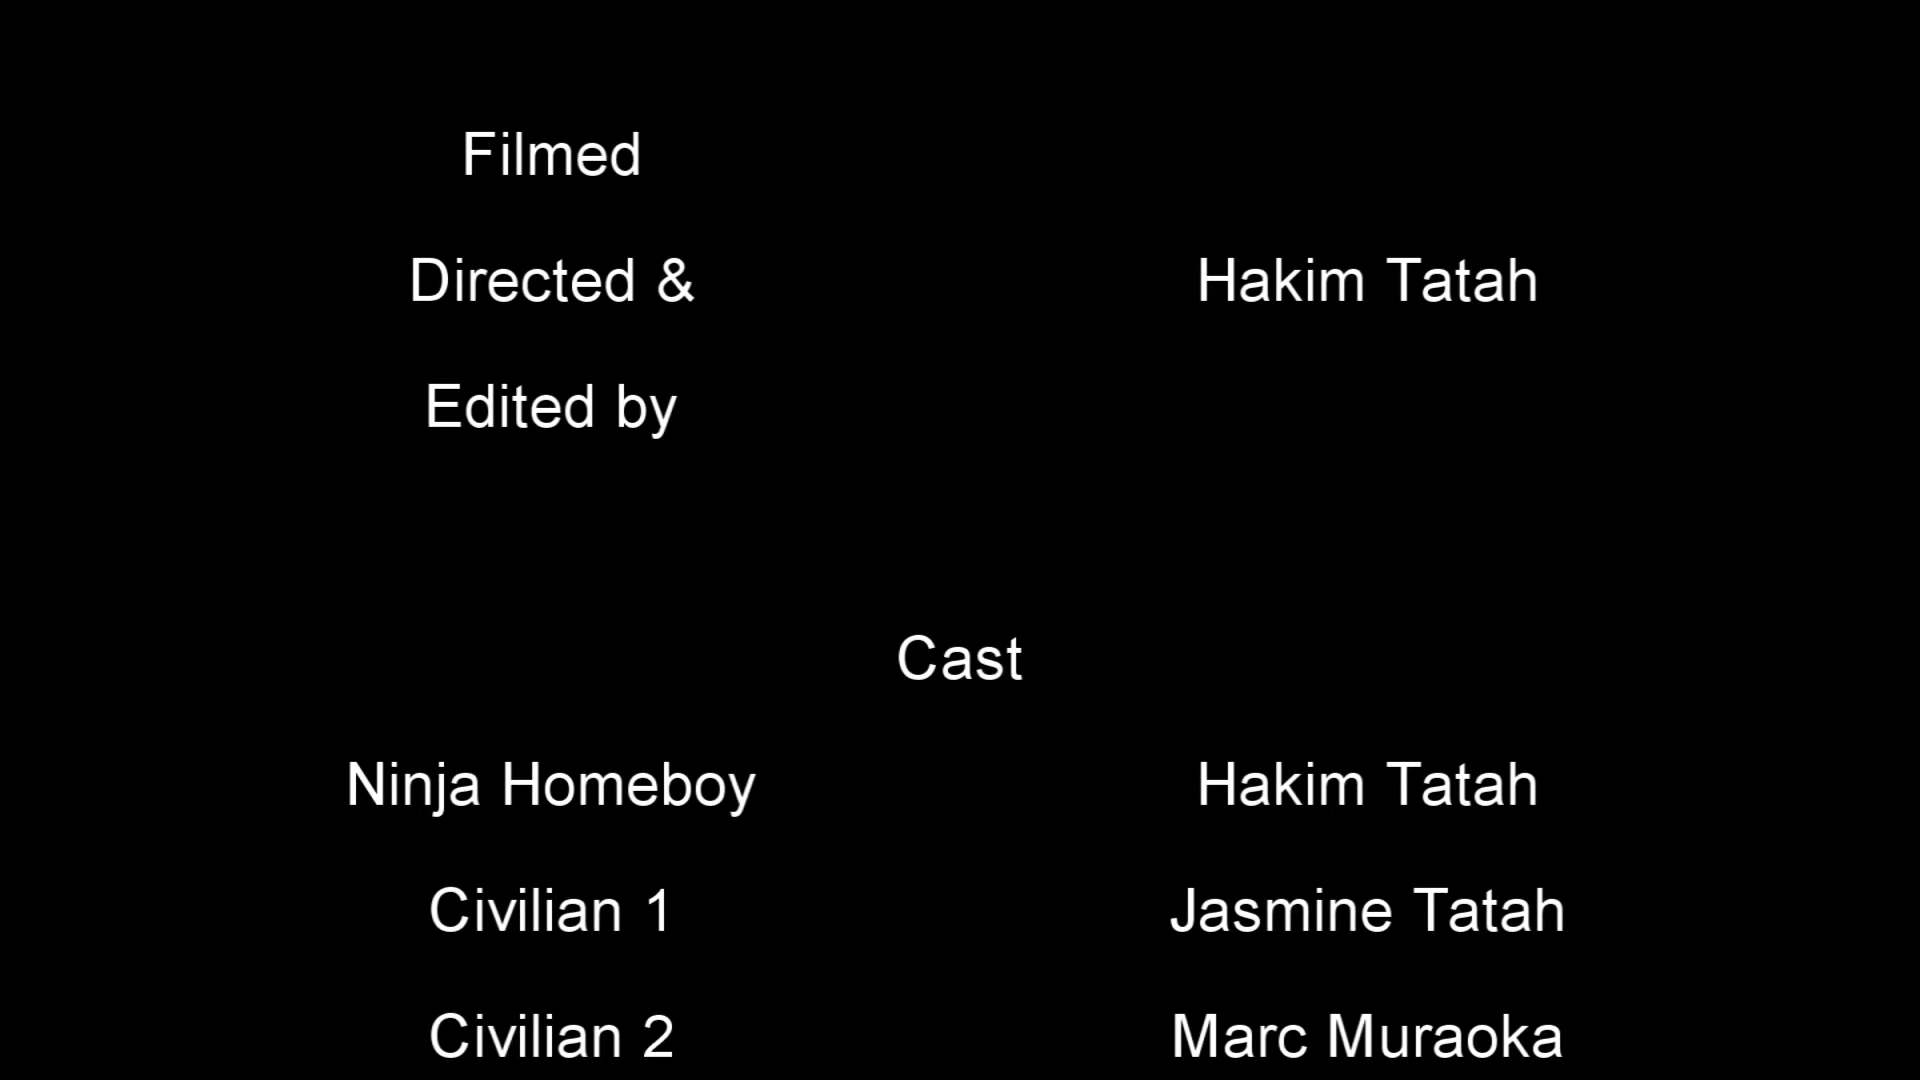 Filmed
Directed & Hakim Tatah
Edited by
Cast
Ninja Homeboy Hakim Tatah
Civilian 1 Jasmine Tatah
Civilian 2 Marc Muraoka